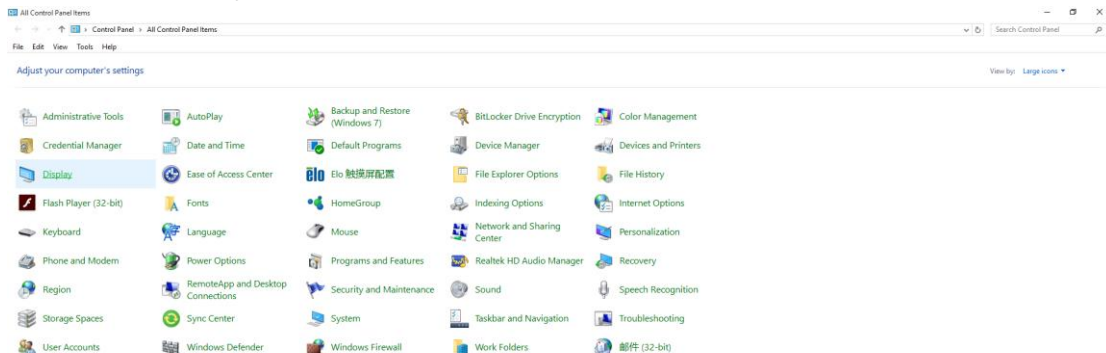 All Control Panel Items
Control Panel › All Control Panel Items
Search Control Panel
File Edit View Tools Help
Adjust your computer's settings
View by: Large icons
Administrative Tools
AutoPlay
Backup and Restore
(Windows 7)
BitLocker Drive Encryption
Color Management
Credential Manager
Date and Time
Default Programs
Device Manager
Devices and Printers
Display
Ease of Access Center
elo
Elo 触摸屏配置
File Explorer Options
File History
Flash Player (32-bit)
Fonts
HomeGroup
Indexing Options
Internet Options
Keyboard
Language
Mouse
Network and Sharing
Center
Personalization
Phone and Modem
Power Options
Programs and Features
Realtek HD Audio Manager
Recovery
Region
RemoteApp and Desktop
Connections
Security and Maintenance
Sound
Speech Recognition
Storage Spaces
Sync Center
System
Taskbar and Navigation
Troubleshooting
User Accounts
Windows Defender
Windows Firewall
Work Folders
邮件 (32-bit)